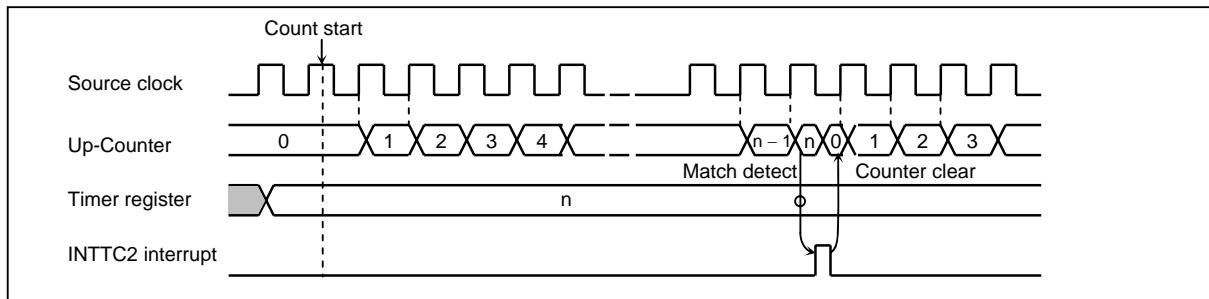 Count start
Source clock
Up-Counter 0 1 2 3 4 n − 1 n 0 1 2 3
Match detect Counter clear
Timer register n
INTTC2 interrupt